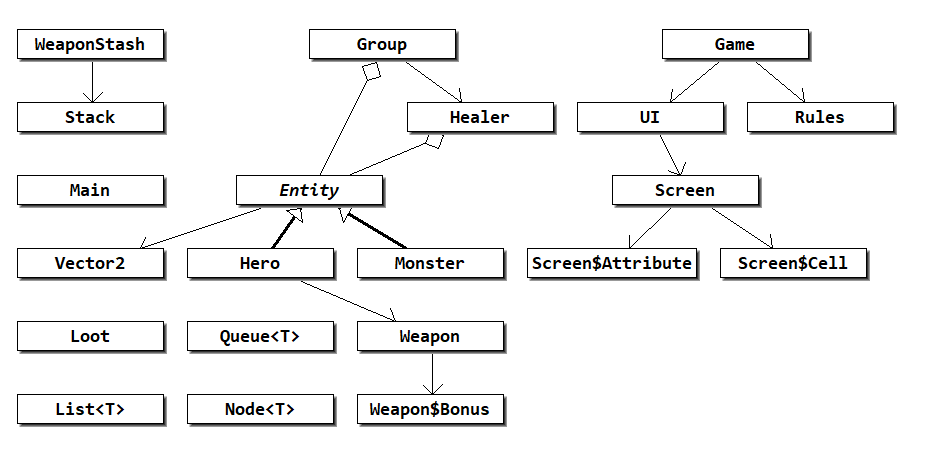 WeaponStash
Group
Game
Stack
Healer
UI
Rules
Main
Entity
Screen
Vector2
Hero
Monster
Screen$Attribute
Screen$Cell
Loot
Queue<T>
Weapon
List<T>
Node<T>
Weapon$Bonus